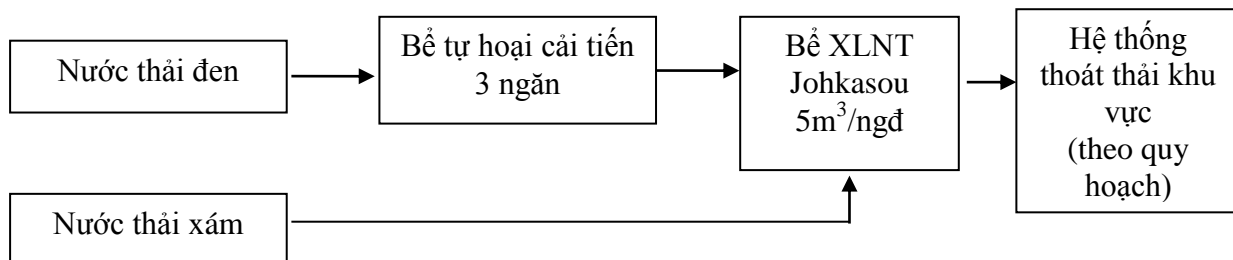 Nước thải đen
Bể tự hoại cải tiến
3 ngăn
Bể XLNT
Johkasou
5m³/ngđ
Hệ thống
thoát thải khu
vực
(theo quy
hoạch)
Nước thải xám